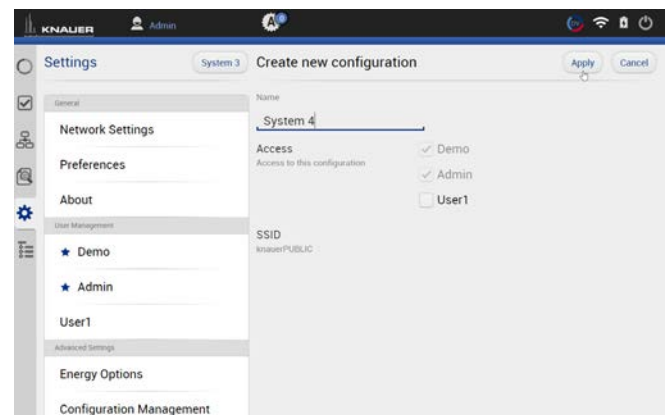 KNAUER
Admin
A
Settings
System 3
Create new configuration
Apply
Cancel
General
Network Settings
Preferences
About
User Management
Demo
Admin
User1
Advanced Settings
Energy Options
Configuration Management
Name
System 4
Access
Access to this configuration
Demo
Admin
User1
SSID
knauerPUBLIC